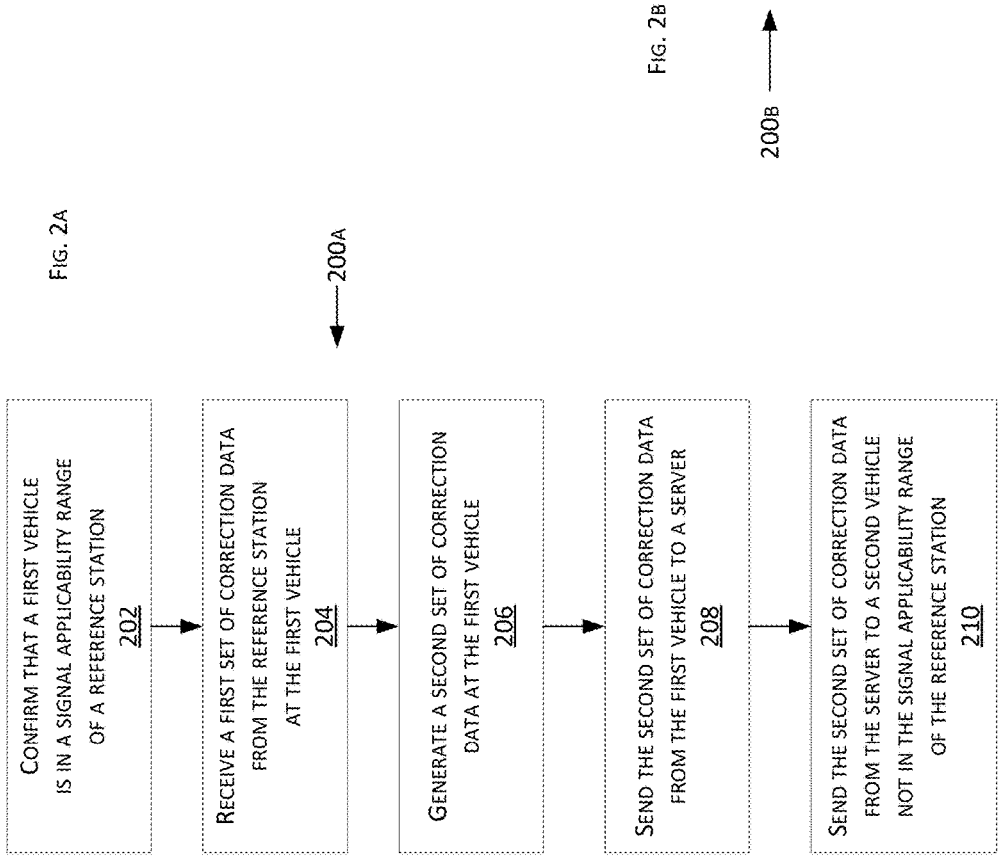 FIG. 2A
CONFIRM THAT A FIRST VEHICLE
IS IN A SIGNAL APPLICABILITY RANGE
OF A REFERENCE STATION
202
RECEIVE A FIRST SET OF CORRECTION DATA
FROM THE REFERENCE STATION
AT THE FIRST VEHICLE
204
200A
GENERATE A SECOND SET OF CORRECTION
DATA AT THE FIRST VEHICLE
206
SEND THE SECOND SET OF CORRECTION DATA
FROM THE FIRST VEHICLE TO A SERVER
208
FIG. 2B
200B
SEND THE SECOND SET OF CORRECTION DATA
FROM THE SERVER TO A SECOND VEHICLE
NOT IN THE SIGNAL APPLICABILITY RANGE
OF THE REFERENCE STATION
210